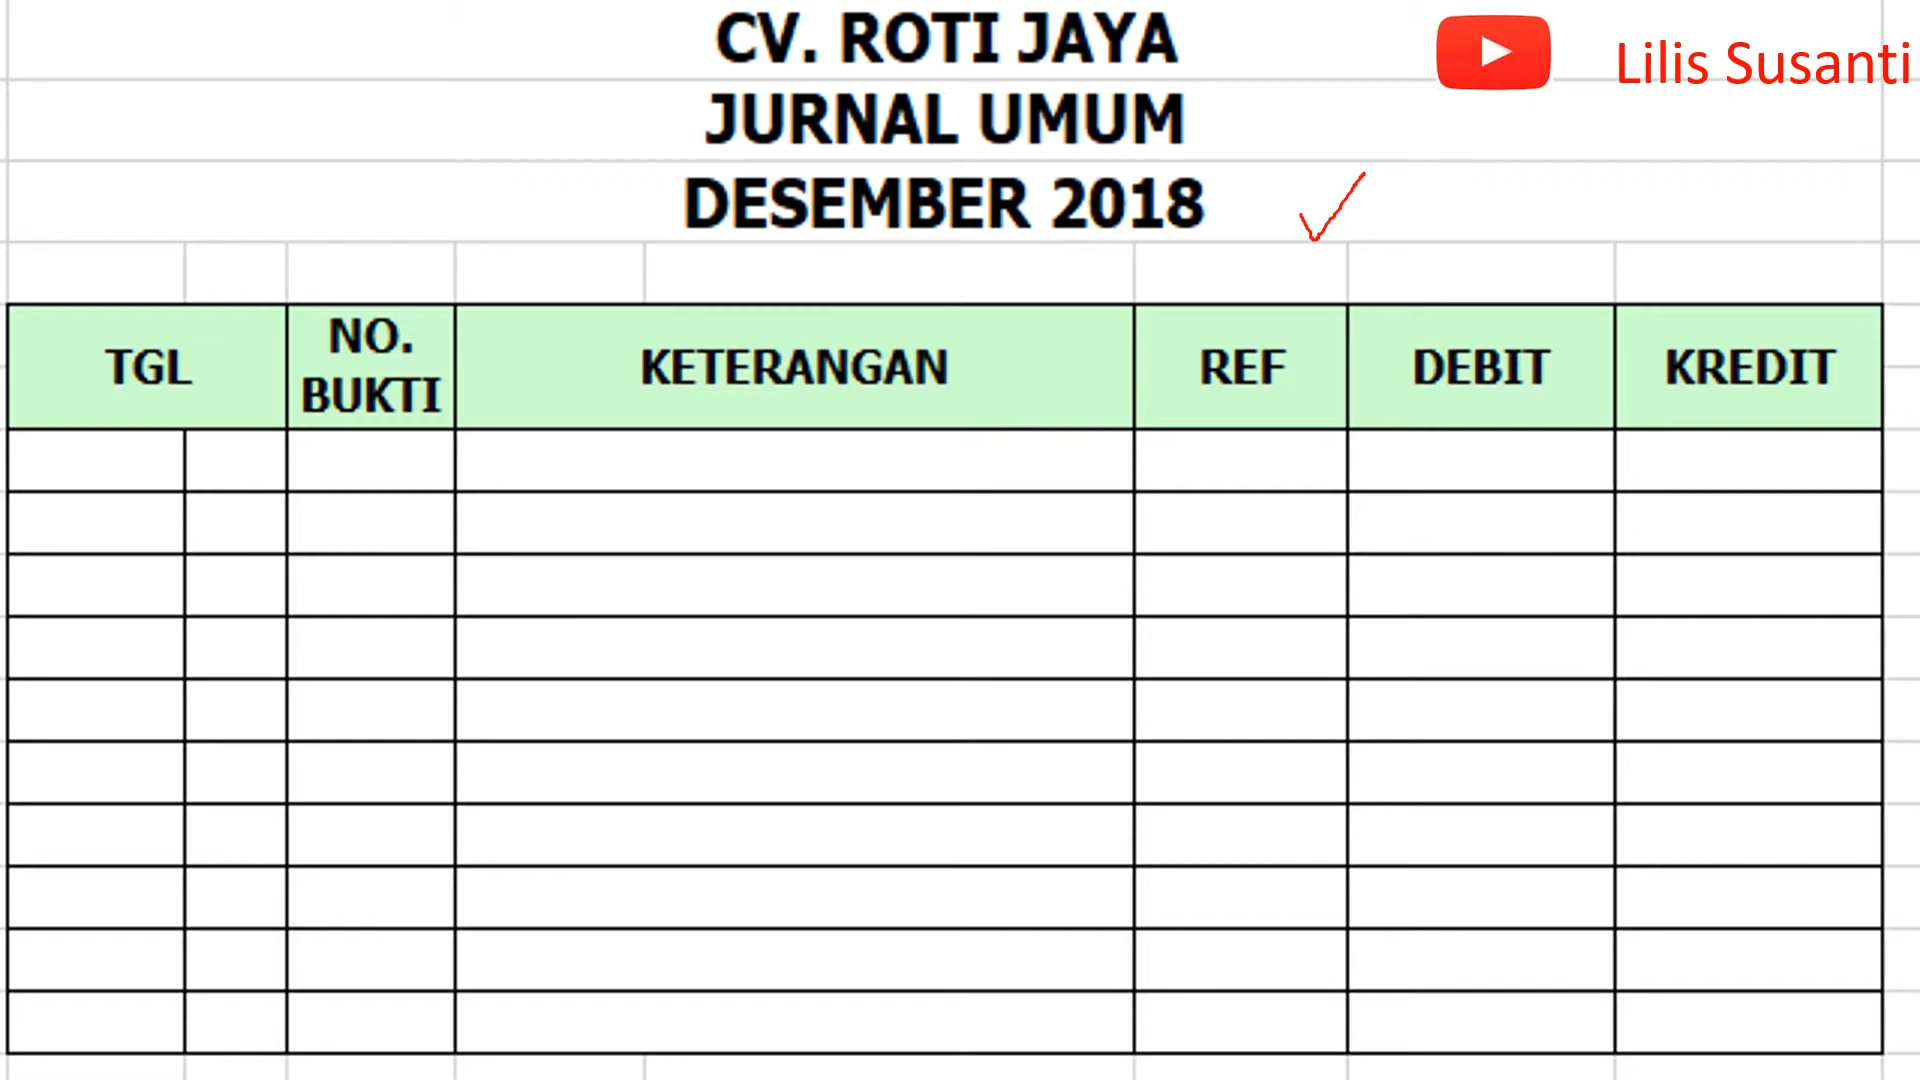 CV. ROTI JAYA
Lilis Susanti
JURNAL UMUM
DESEMBER 2018
TGL
NO.
BUKTI
KETERANGAN
REF
DEBIT
KREDIT